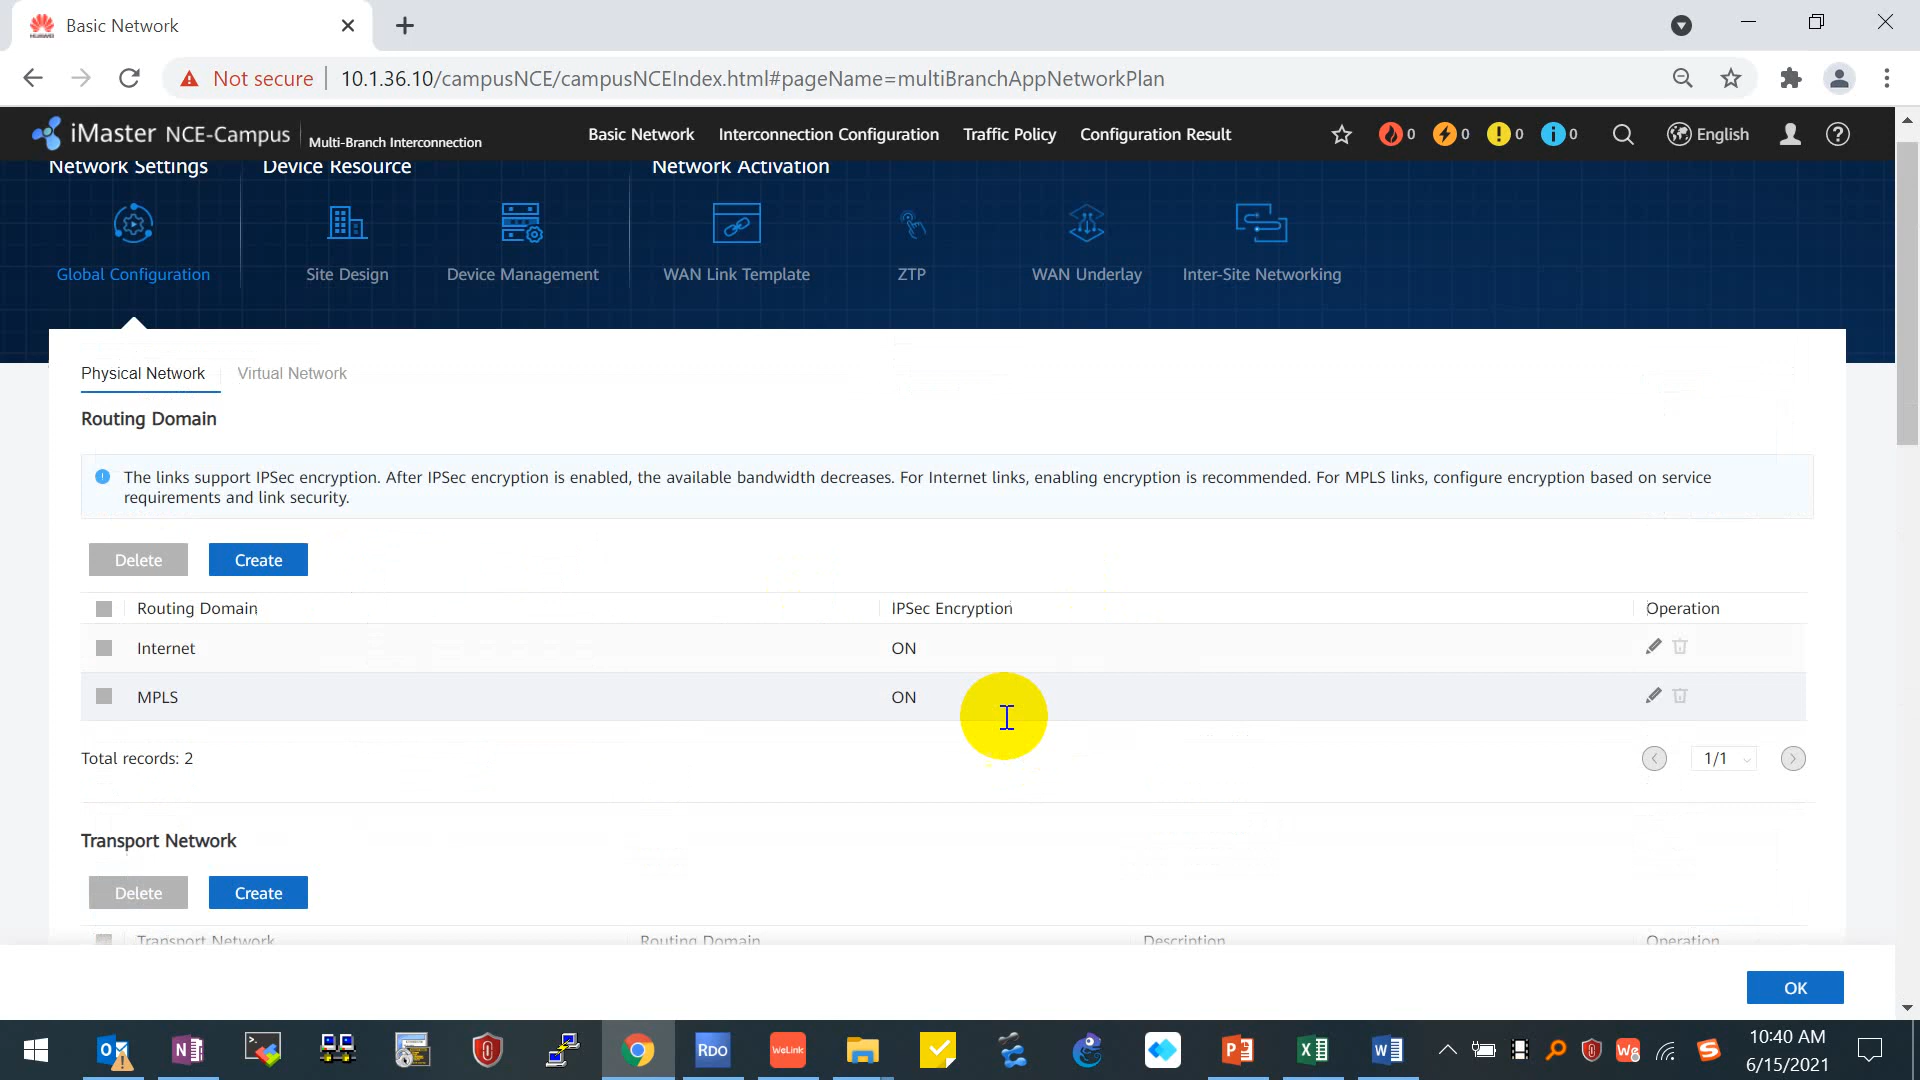 Basic Network
Not secure
10.1.36.10/campusNCE/campusNCEIndex.html#pageName=multiBranchAppNetworkPlan
HUAWEI
iMaster NCE-Campus
Multi-Branch Interconnection
Basic Network
Interconnection Configuration
Traffic Policy
Configuration Result
0
0
0
0
English
Network Settings
Device Resource
Network Activation
Global Configuration
Site Design
Device Management
WAN Link Template
ZTP
WAN Underlay
Inter-Site Networking
Physical Network
Virtual Network
Routing Domain
The links support IPSec encryption. After IPSec encryption is enabled, the available bandwidth decreases. For Internet links, enabling encryption is recommended. For MPLS links, configure encryption based on service
requirements and link security.
Delete
Create
Routing Domain
IPSec Encryption
Operation
Internet
ON
MPLS
ON
Total records: 2
1/1
Transport Network
Delete
Create
Transport Network
Routing Domain
Description
Operation
OK
RDO
WeLink
10:40 AM
6/15/2021